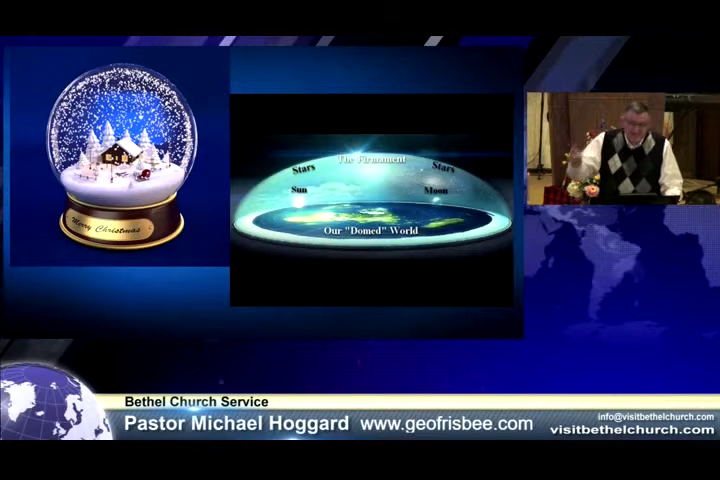 Merry Christmas
The Firmament
Stars Stars
Sun Moon
Our "Domed" World
Bethel Church Service
Pastor Michael Hoggard www.geofrisbee.com
info@visitbethelchurch.com
visitbethelchurch.com